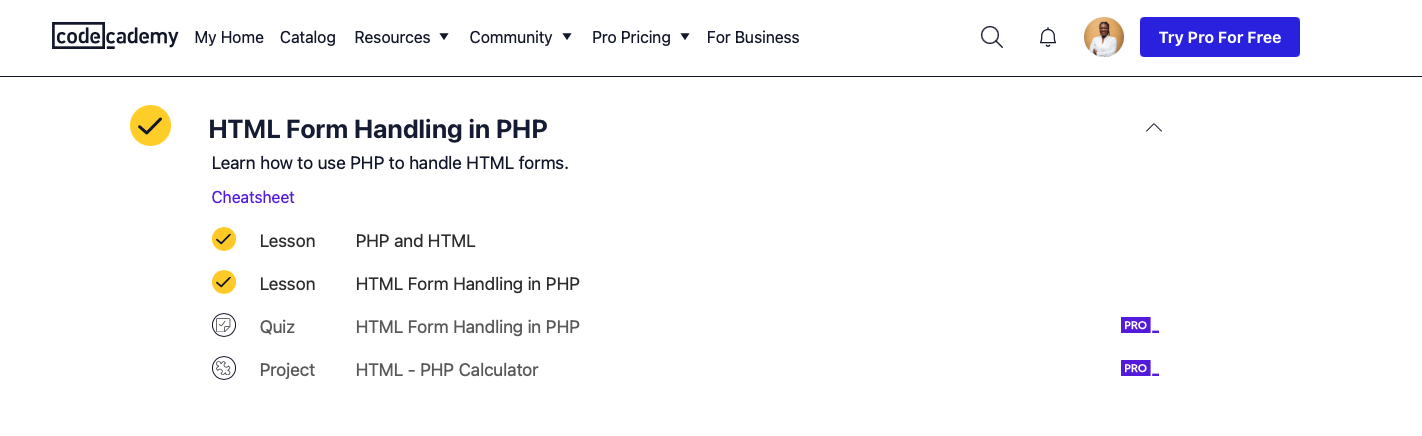 codecademy My Home Catalog Resources Community Pro Pricing For Business Try Pro For Free
HTML Form Handling in PHP
Learn how to use PHP to handle HTML forms.
Cheatsheet
Lesson PHP and HTML
Lesson HTML Form Handling in PHP
Quiz HTML Form Handling in PHP PRO_
Project HTML - PHP Calculator PRO_